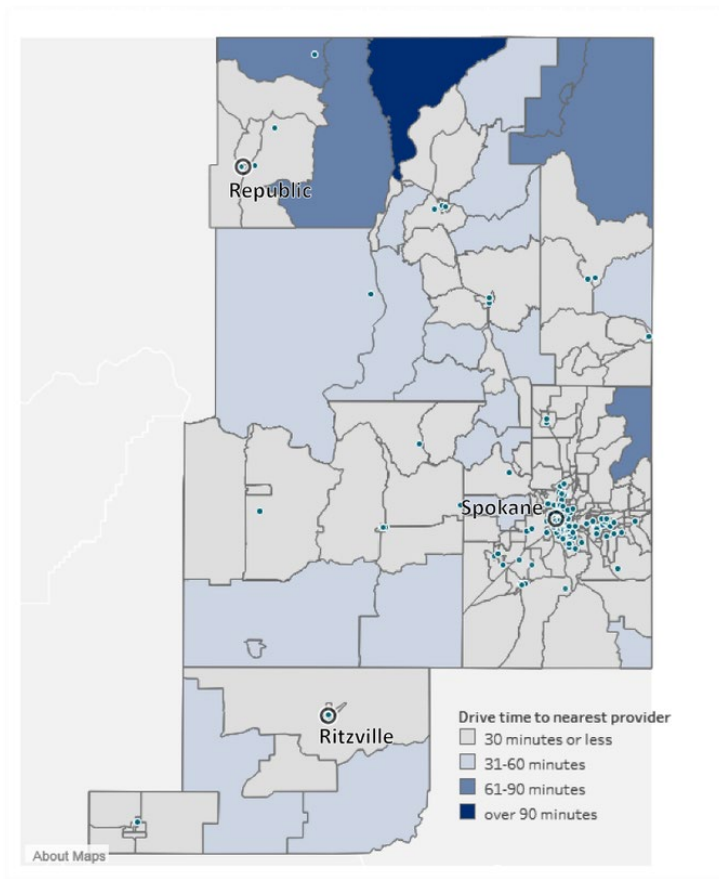 Republic
Spokane
Ritzville
Drive time to nearest provider
30 minutes or less
31-60 minutes
61-90 minutes
over 90 minutes
About Maps